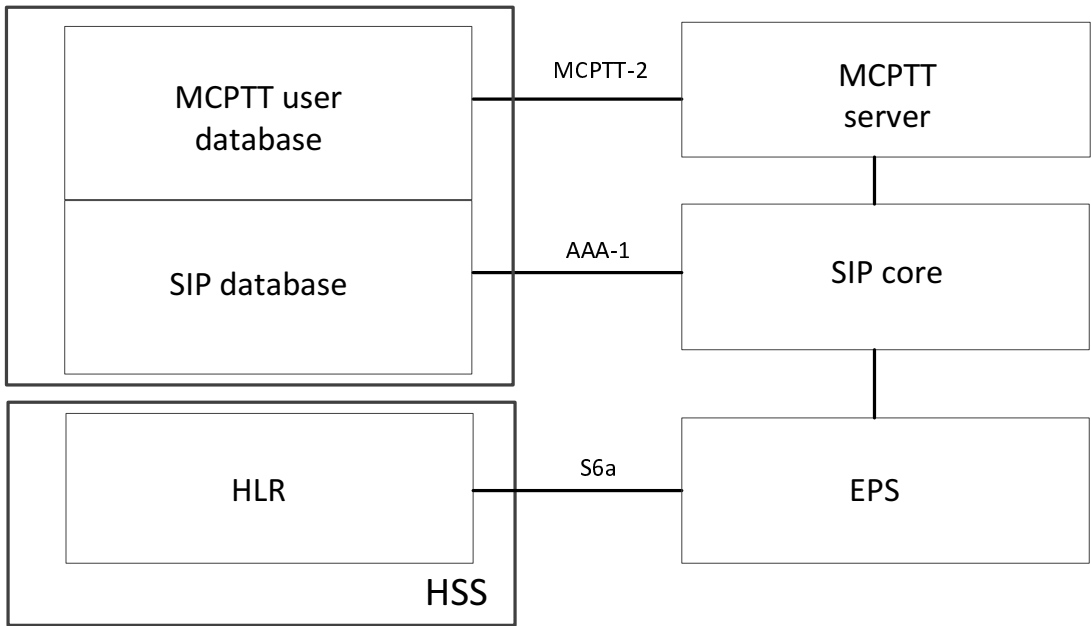 MCPTT user
database
MCPTT-2
MCPTT
server
SIP database
AAA-1
SIP core
HLR
S6a
EPS
HSS